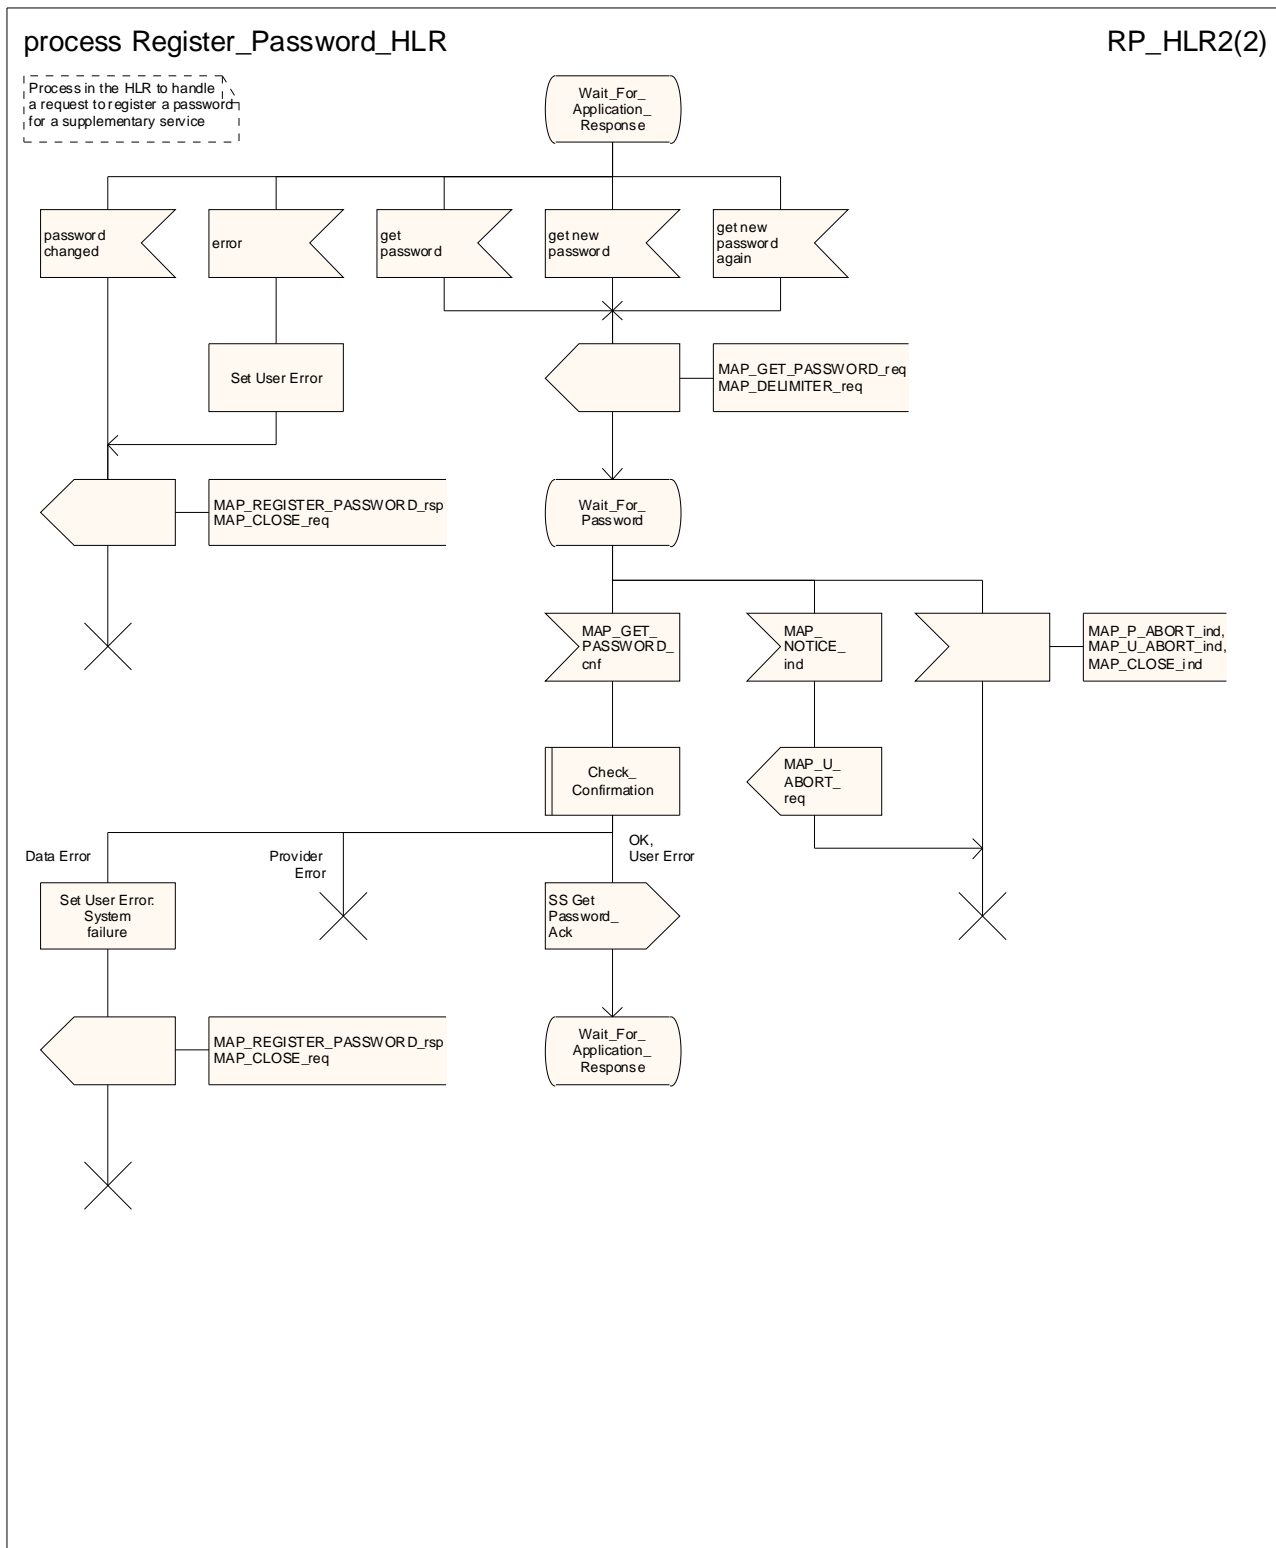 process Register_Password_HLR
RP_HLR2(2)
Process in the HLR to handle
a request to register a password
for a supplementary service
Wait_For_
Application_
Response
password
changed
error
get
password
get new
password
get new
password
again
Set User Error
MAP_GET_PASSWORD_req
MAP_DELIMITER_req
MAP_REGISTER_PASSWORD_rsp
MAP_CLOSE_req
Wait_For_
Password
MAP_GET_
PASSWORD_
cnf
MAP_
NOTICE_
ind
MAP_P_ABORT_ind,
MAP_U_ABORT_ind,
MAP_CLOSE_ind
Check_
Confirmation
MAP_U_
ABORT_
req
Data Error
Provider
Error
OK,
User Error
Set User Error:
System
failure
SS Get
Password_
Ack
MAP_REGISTER_PASSWORD_rsp
MAP_CLOSE_req
Wait_For_
Application_
Response